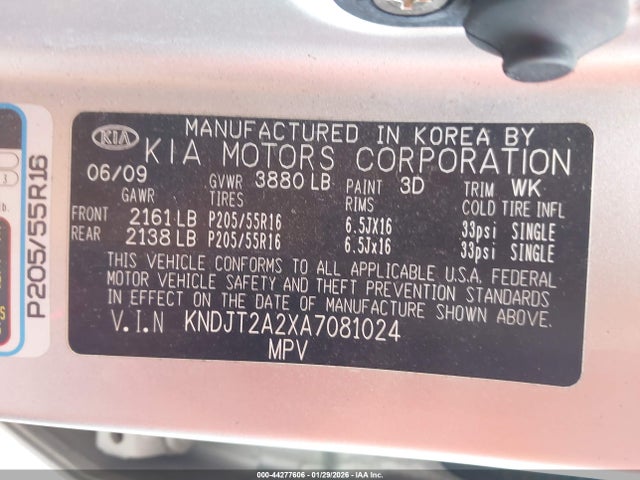 KIA
MANUFACTURED IN KOREA BY
KIA MOTORS CORPORATION
06/09 GVWR 3880 LB PAINT 3D TRIM WK
GAWR TIRES RIMS COLD TIRE INFL
FRONT 2161 LB P205/55R16 6.5JX16 33psi SINGLE
REAR 2138 LB P205/55R16 6.5Jx16 33psi SINGLE
THIS VEHICLE CONFORMS TO ALL APPLICABLE U.S.A. FEDERAL
MOTOR VEHICLE SAFETY AND THEFT PREVENTION STANDARDS
IN EFFECT ON THE DATE OF MANUFACTURE SHOWN ABOVE.
V.I.N KNDJT2A2XA7081024
MPV
P205/55R16
000-44277606 - 01/29/2026 - IAA Inc.